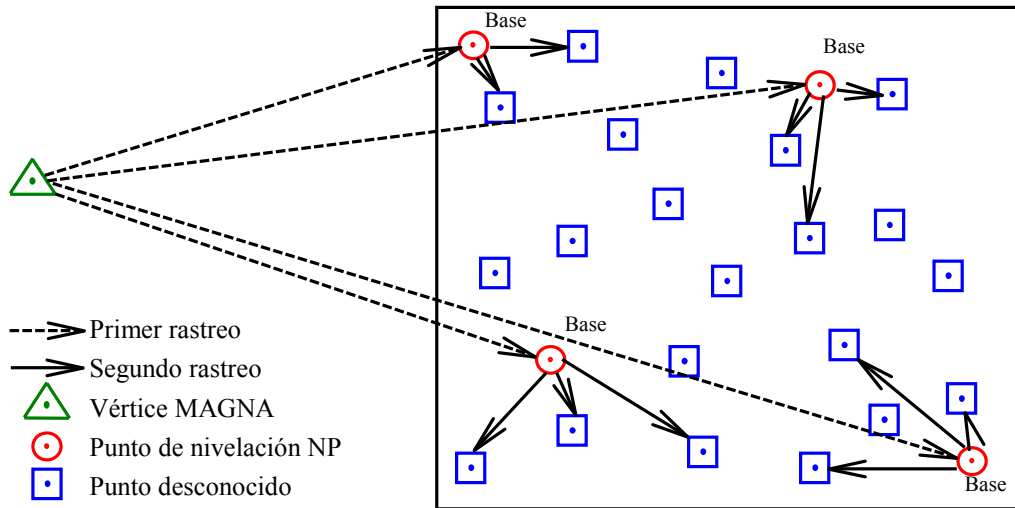 Base
Base
Base
Base
Primer rastreo
Segundo rastreo
Vértice MAGNA
Punto de nivelación NP
Punto desconocido